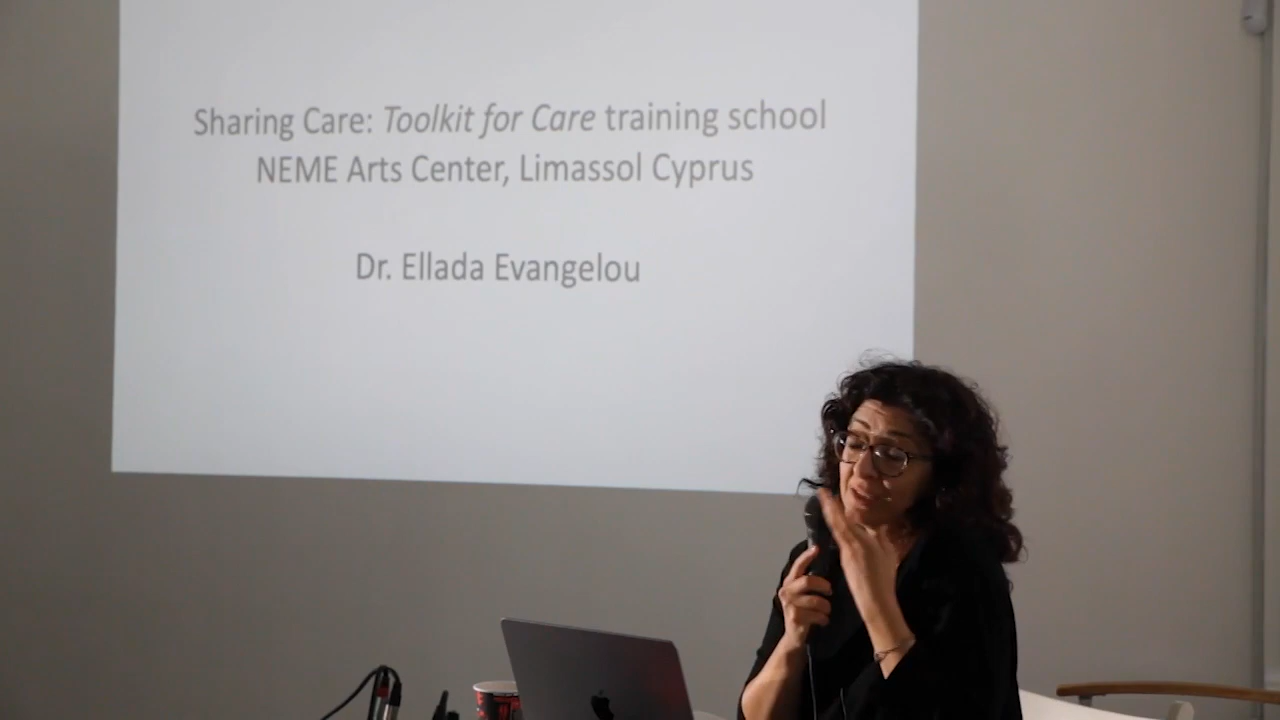 Sharing Care: Toolkit for Care training school
NEME Arts Center, Limassol Cyprus
Dr. Ellada Evangelou